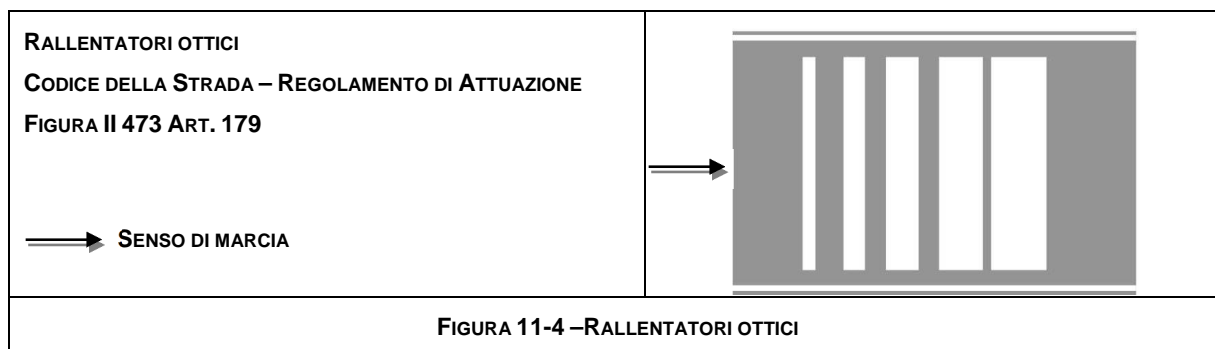 RALLENTATORI OTTICI
CODICE DELLA STRADA – REGOLAMENTO DI ATTUAZIONE
FIGURA II 473 ART. 179
SENSO DI MARCIA
FIGURA 11-4 –RALLENTATORI OTTICI